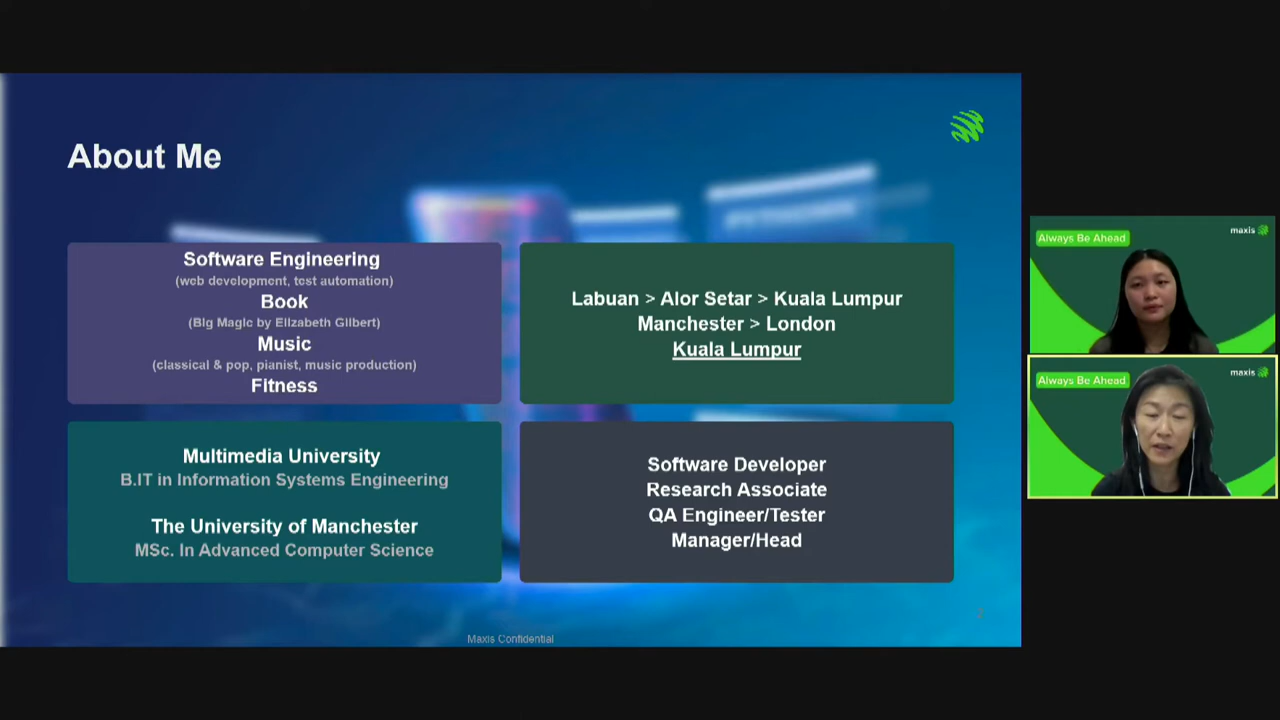 About Me
Software Engineering
(web development, test automation)
Book
(Big Magic by Elizabeth Gilbert)
Music
(classical & pop, pianist, music production)
Fitness
Labuan > Alor Setar > Kuala Lumpur
Manchester > London
Kuala Lumpur
Multimedia University
B.IT in Information Systems Engineering
The University of Manchester
MSc. In Advanced Computer Science
Software Developer
Research Associate
QA Engineer/Tester
Manager/Head
Maxis Confidential
Always Be Ahead
maxis
Always Be Ahead
maxis